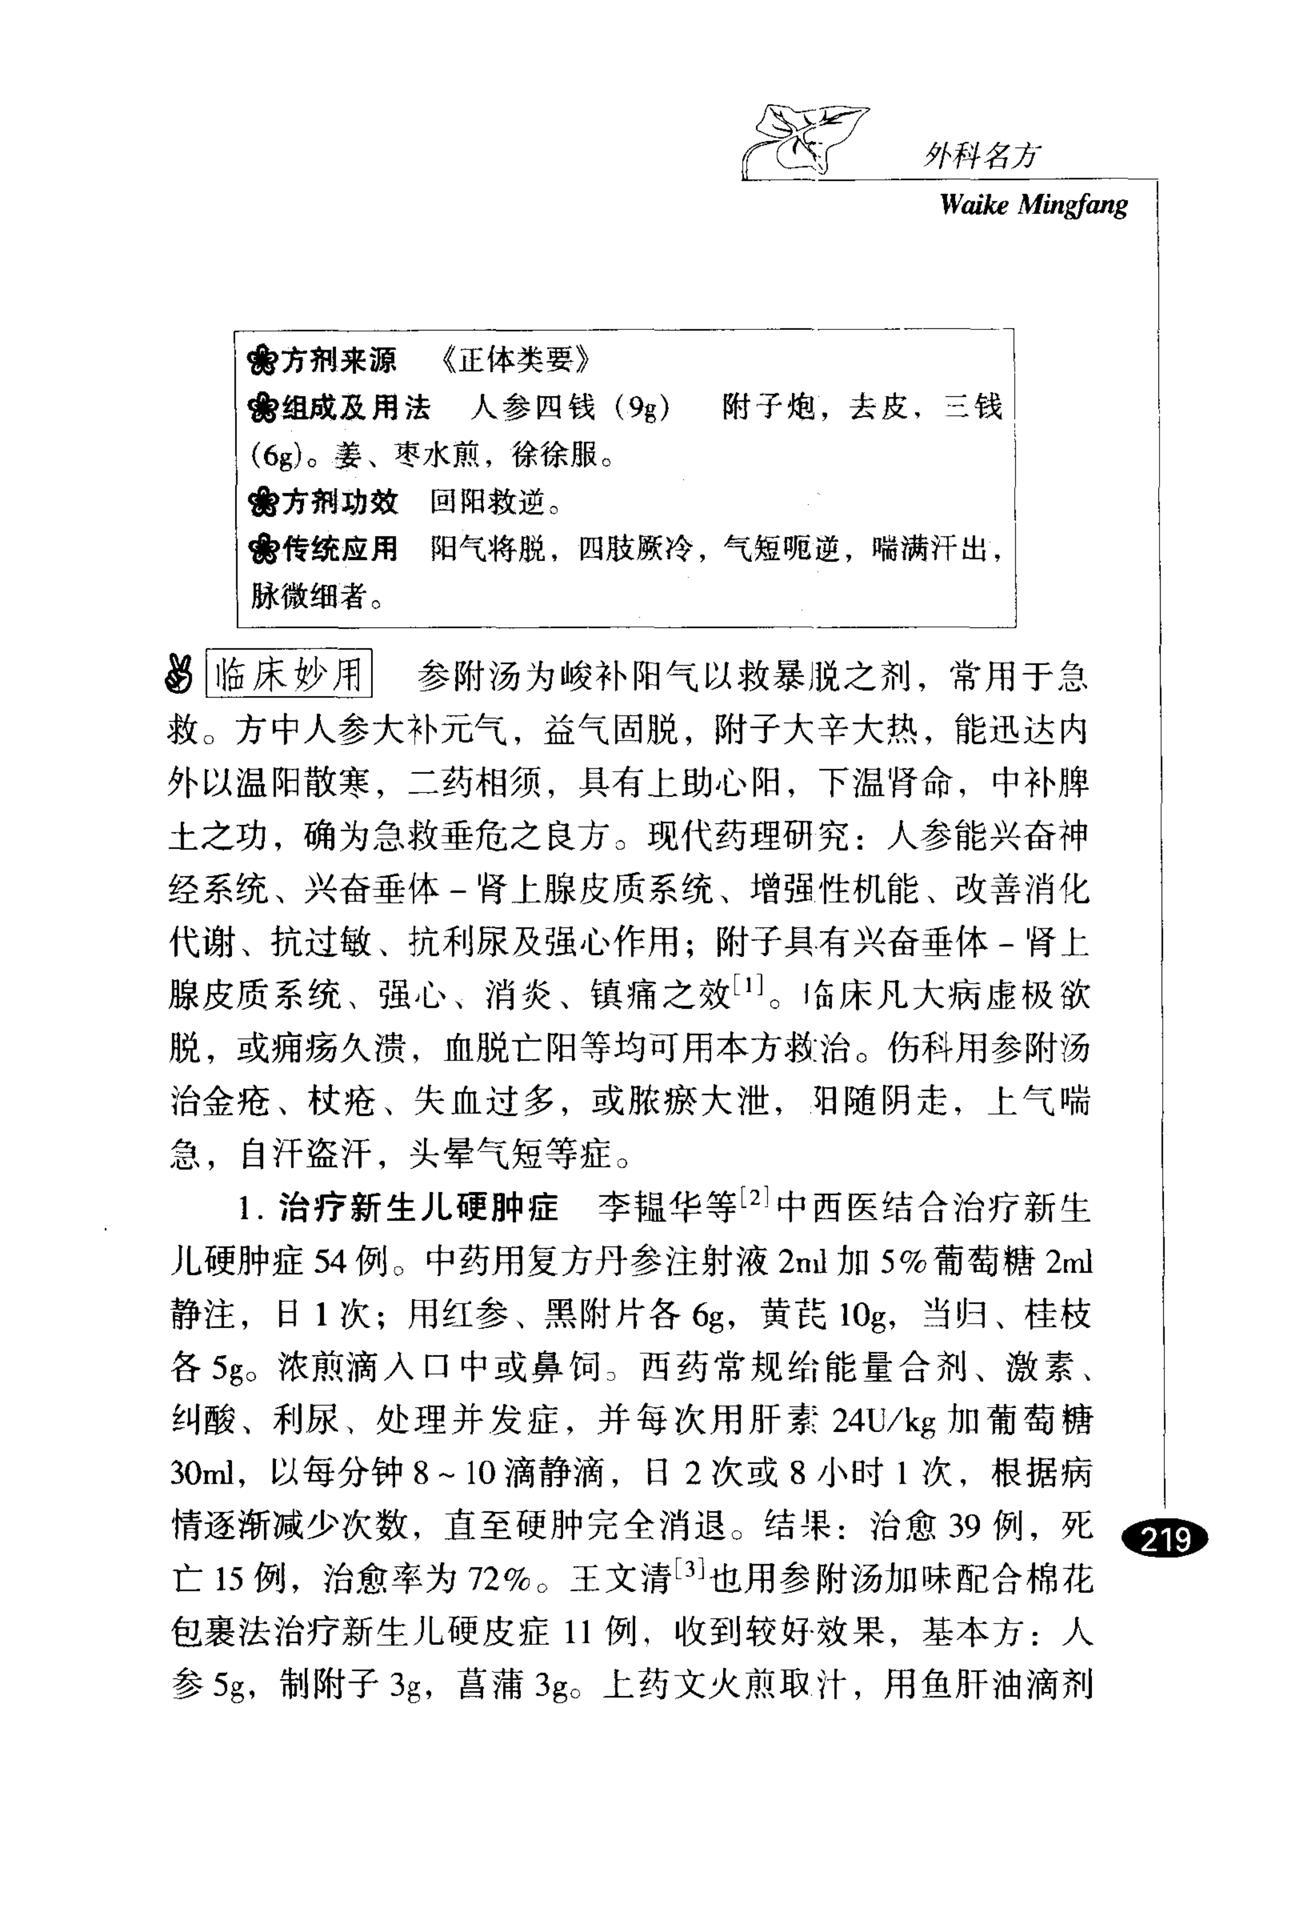 外科名方
Waike Mingfang
方剂来源 《正体类要》
组成及用法 人参四钱（9g） 附子炮，去皮，三钱
（6g）。姜、枣水煎，徐徐服。
方剂功效 回阳救逆。
传统应用 阳气将脱，四肢厥冷，气短呃逆，喘满汗出，
脉微细者。
临床妙用 参附汤为峻补阳气以救暴脱之剂，常用于急
救。方中人参大补元气，益气固脱，附子大辛大热，能迅达内
外以温阳散寒，二药相须，具有上助心阳，下温肾命，中补脾
土之功，确为急救垂危之良方。现代药理研究：人参能兴奋神
经系统、兴奋垂体－肾上腺皮质系统、增强性机能、改善消化
代谢、抗过敏、抗利尿及强心作用；附子具有兴奋垂体－肾上
腺皮质系统、强心、消炎、镇痛之效[1]。临床凡大病虚极欲
脱，或痈疡久溃，血脱亡阳等均可用本方救治。伤科用参附汤
治金疮、杖疮、失血过多，或脓瘀大泄，阳随阴走，上气喘
急，自汗盗汗，头晕气短等症。
1. 治疗新生儿硬肿症 李韫华等[2]中西医结合治疗新生
儿硬肿症 54 例。中药用复方丹参注射液 2ml 加 5%葡萄糖 2ml
静注，日 1 次；用红参、黑附片各 6g，黄芪 10g，当归、桂枝
各 5g。浓煎滴入口中或鼻饲。西药常规给能量合剂、激素、
纠酸、利尿、处理并发症，并每次用肝素 24U/kg 加葡萄糖
30ml，以每分钟 8～10 滴静滴，日 2 次或 8 小时 1 次，根据病
情逐渐减少次数，直至硬肿完全消退。结果：治愈 39 例，死
亡 15 例，治愈率为 72%。王文清[3]也用参附汤加味配合棉花
包裹法治疗新生儿硬皮症 11 例，收到较好效果，基本方：人
参 5g，制附子 3g，菖蒲 3g。上药文火煎取汁，用鱼肝油滴剂
219